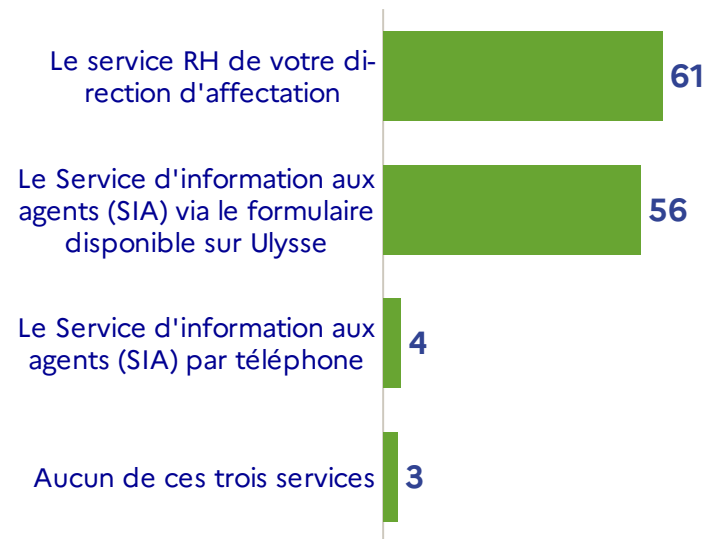 Le service RH de votre di-
rection d'affectation
61
Le Service d'information aux
agents (SIA) via le formulaire
disponible sur Ulysse
56
Le Service d'information aux
agents (SIA) par téléphone
4
Aucun de ces trois services
3